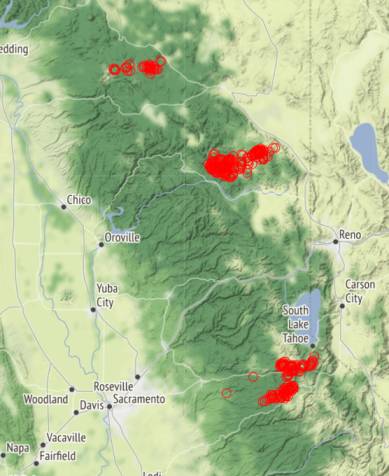 edding
Chico
Oroville
Reno
Yuba
City
Carson
City
South
Lake
Tahoe
Roseville
Woodland
Sacramento
Davis
Vacaville
Napa
Fairfield
Lodi